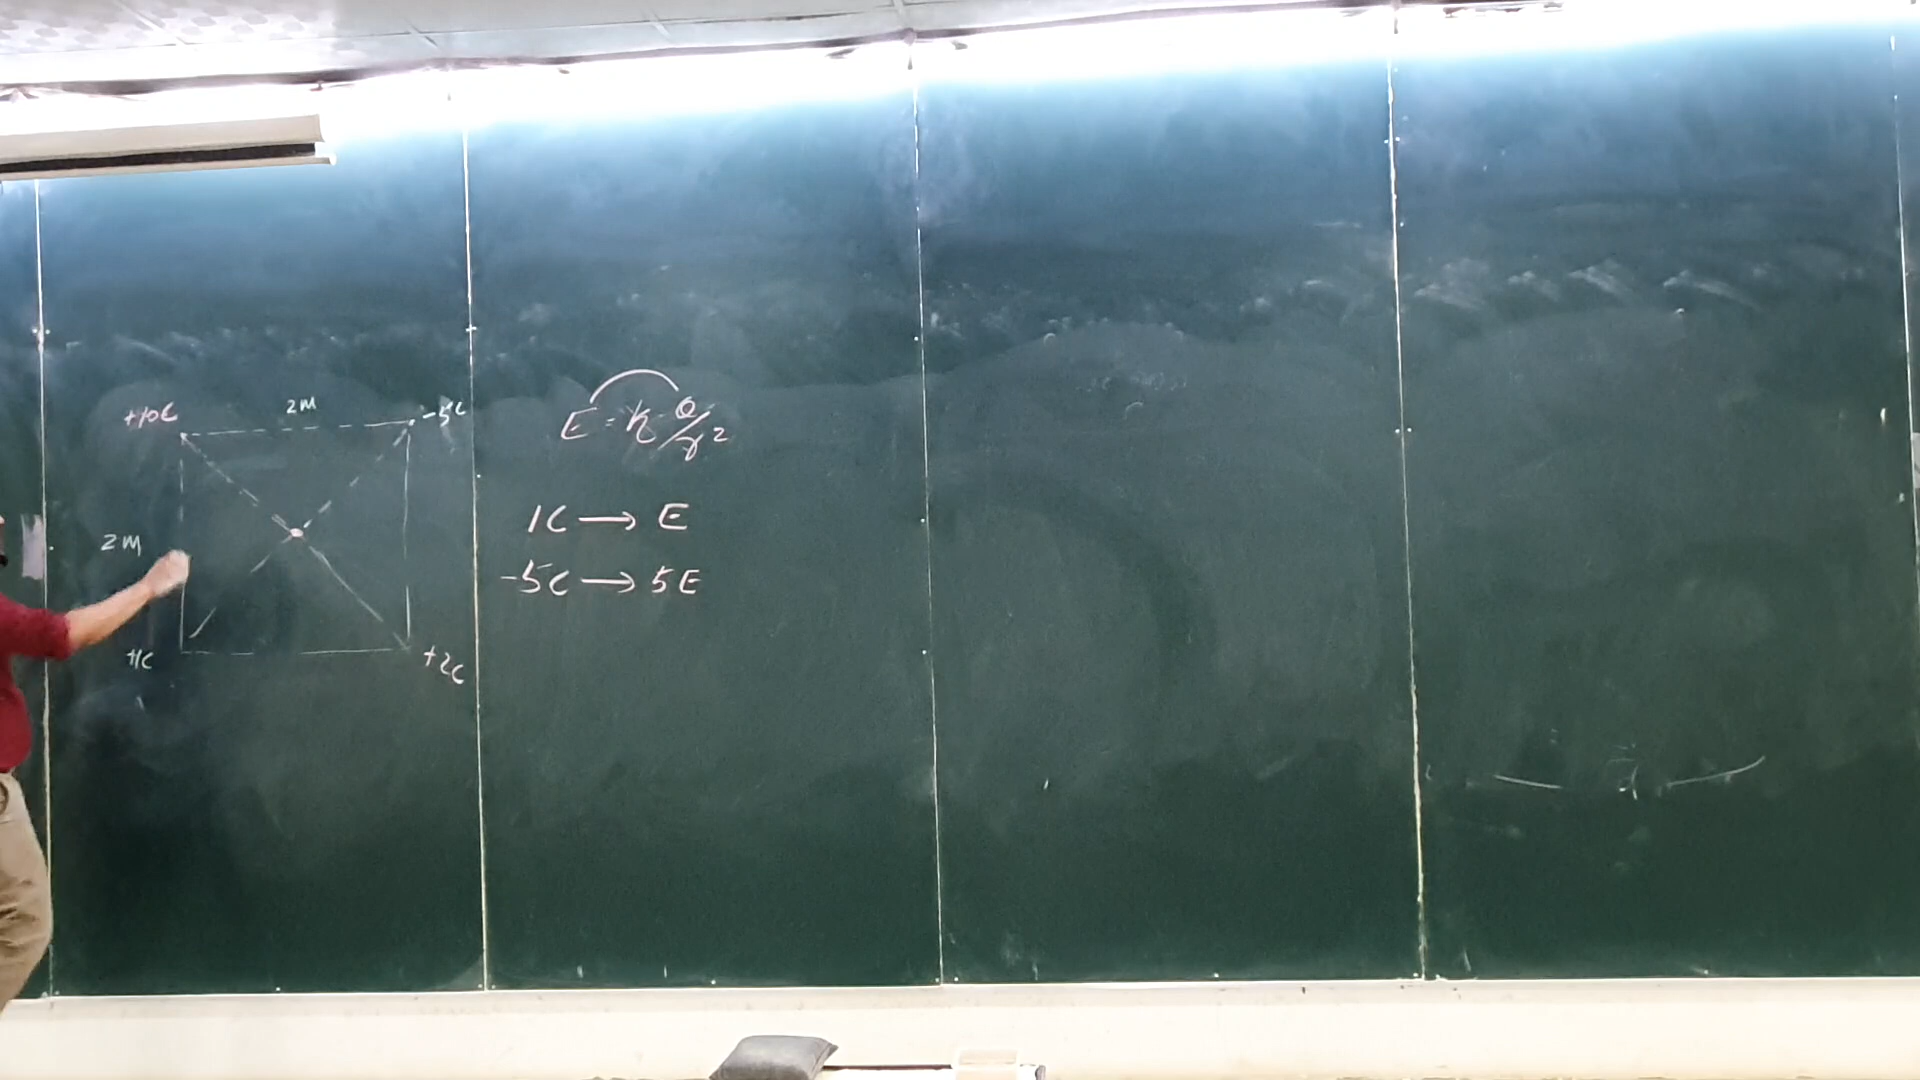 +10C 2M -5C
2M
+1C +2C
E = K Q/r²
1C → E
-5C → 5E